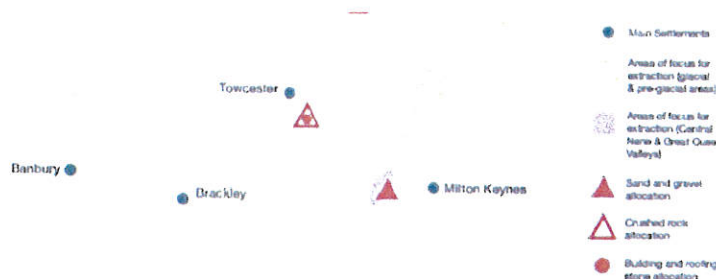 Main Settlements
Areas of focus for
extraction (glacial
& pre-glacial areas)
Towcester
Areas of focus for
extraction (Central
Nene & Great Ouse
Valleys)
Banbury
Brackley
Milton Keynes
Sand and gravel
allocation
Crushed rock
allocation
Building and roofing
stone allocation